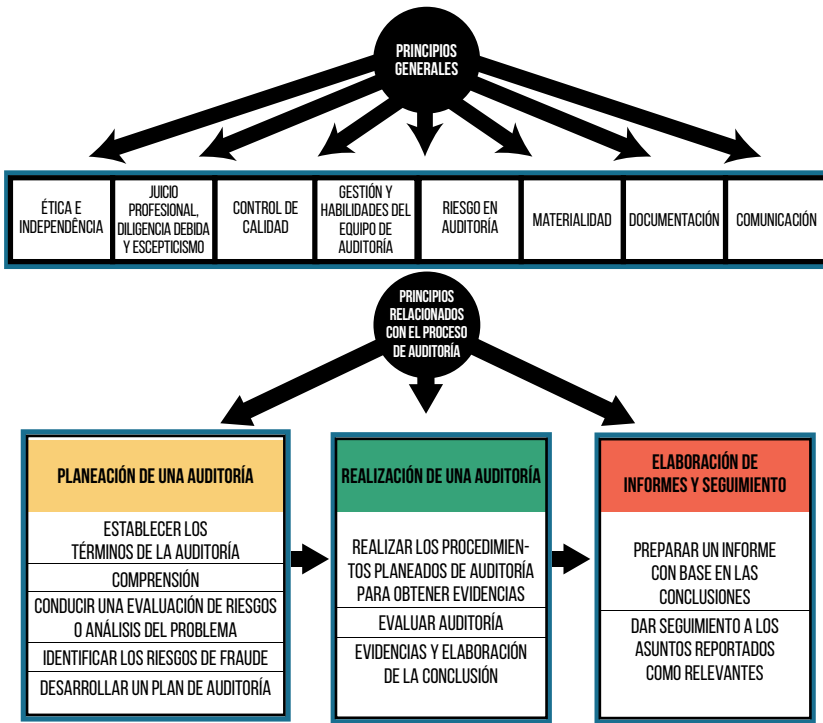 PRINCIPIOS
GENERALES
ÉTICA E
INDEPENDÊNCIA
JUICIO
PROFESIONAL,
DILIGENCIA DEBIDA
Y ESCEPTICISMO
CONTROL DE
CALIDAD
GESTIÓN Y
HABILIDADES DEL
EQUIPO DE
AUDITORÍA
RIESGO EN
AUDITORÍA
MATERIALIDAD
DOCUMENTACIÓN
COMUNICACIÓN
PRINCIPIOS
RELACIONADOS
CON EL PROCESO
DE AUDITORÍA
PLANEACIÓN DE UNA AUDITORÍA
ESTABLECER LOS
TÉRMINOS DE LA AUDITORÍA
COMPRENSIÓN
CONDUCIR UNA EVALUACIÓN DE RIESGOS
O ANÁLISIS DEL PROBLEMA
IDENTIFICAR LOS RIESGOS DE FRAUDE
DESARROLLAR UN PLAN DE AUDITORÍA
REALIZACIÓN DE UNA AUDITORÍA
REALIZAR LOS PROCEDIMIEN-
TOS PLANEADOS DE AUDITORÍA
PARA OBTENER EVIDENCIAS
EVALUAR AUDITORÍA
EVIDENCIAS Y ELABORACIÓN
DE LA CONCLUSIÓN
ELABORACIÓN DE
INFORMES Y SEGUIMIENTO
PREPARAR UN INFORME
CON BASE EN LAS
CONCLUSIONES
DAR SEGUIMIENTO A LOS
ASUNTOS REPORTADOS
COMO RELEVANTES